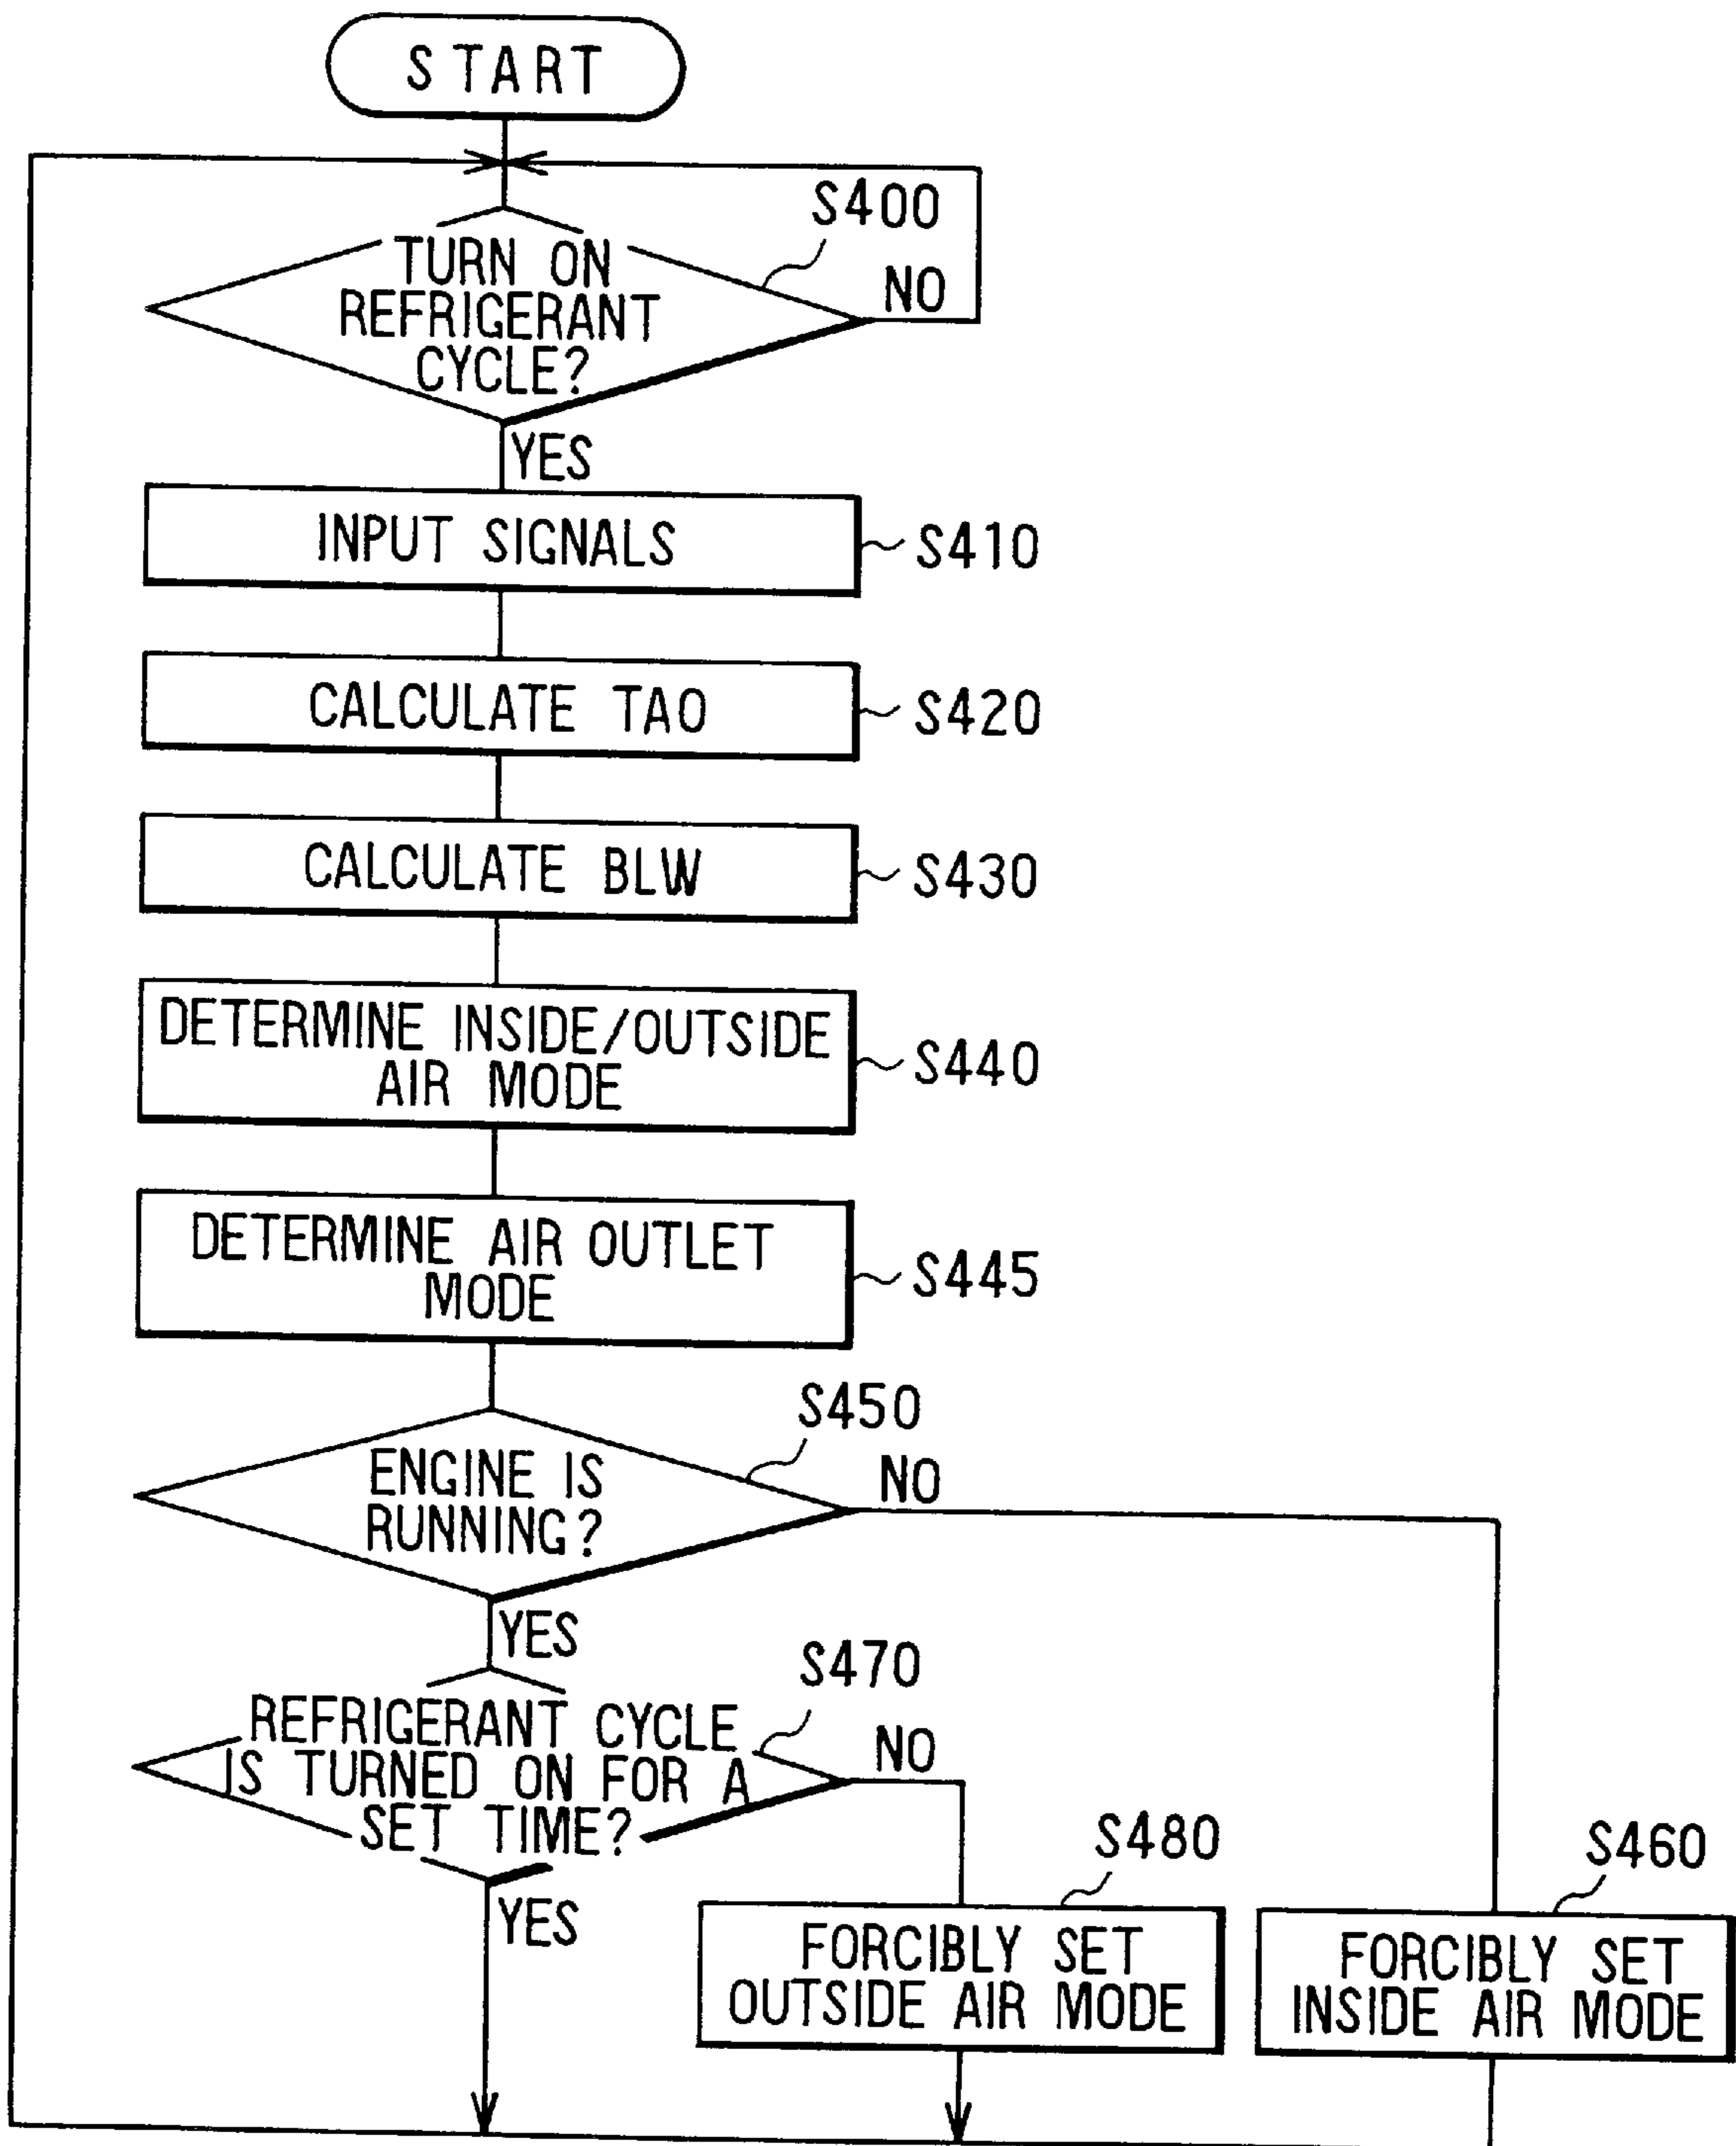 START
S400
TURN ON
REFRIGERANT
CYCLE?
NO
YES
INPUT SIGNALS
S410
CALCULATE TAO
S420
CALCULATE BLW
S430
DETERMINE INSIDE/OUTSIDE
AIR MODE
S440
DETERMINE AIR OUTLET
MODE
S445
S450
ENGINE IS
RUNNING?
NO
YES
S470
REFRIGERANT CYCLE
IS TURNED ON FOR A
SET TIME?
NO
YES
S480
FORCIBLY SET
OUTSIDE AIR MODE
S460
FORCIBLY SET
INSIDE AIR MODE